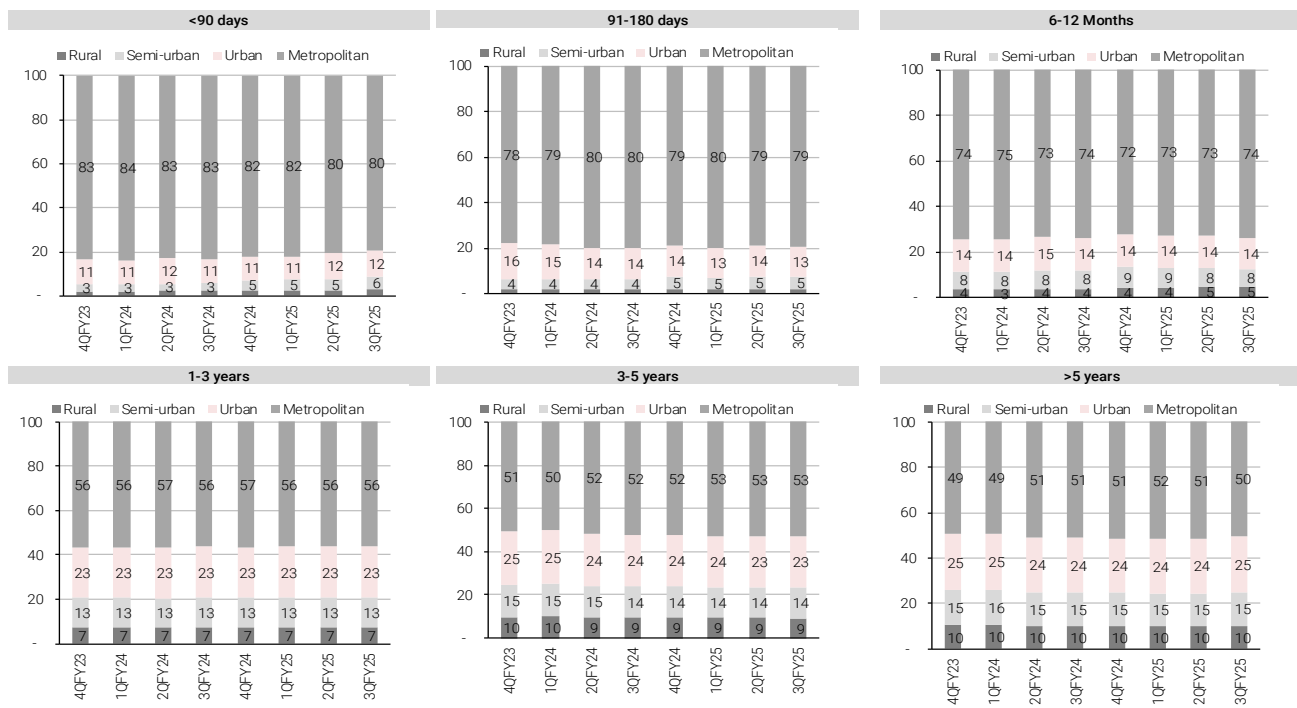 <90 days
Rural Semi-urban Urban Metropolitan
100
80
60
40
20
-
83 84 83 83 82 82 80 80
11 11 12 11 11 11 12 12
3 3 3 3 5 5 5 6
4QFY23 1QFY24 2QFY24 3QFY24 4QFY24 1QFY25 2QFY25 3QFY25
91-180 days
Rural Semi-urban Urban Metropolitan
100
80
60
40
20
-
78 79 80 80 79 80 79 79
16 15 14 14 14 13 14 13
4 4 4 4 5 5 5 5
4QFY23 1QFY24 2QFY24 3QFY24 4QFY24 1QFY25 2QFY25 3QFY25
6-12 Months
Rural Semi-urban Urban Metropolitan
100
80
60
40
20
-
74 75 73 74 72 73 73 74
14 14 15 14 14 14 14 14
8 8 8 8 9 9 8 8
4 3 4 4 4 4 5 5
4QFY23 1QFY24 2QFY24 3QFY24 4QFY24 1QFY25 2QFY25 3QFY25
1-3 years
Rural Semi-urban Urban Metropolitan
100
80
60
40
20
-
56 56 57 56 57 56 56 56
23 23 23 23 23 23 23 23
13 13 13 13 13 13 13 13
7 7 7 7 7 7 7 7
4QFY23 1QFY24 2QFY24 3QFY24 4QFY24 1QFY25 2QFY25 3QFY25
3-5 years
Rural Semi-urban Urban Metropolitan
100
80
60
40
20
-
51 50 52 52 52 53 53 53
25 25 24 24 24 24 23 23
15 15 15 14 14 14 14 14
10 10 9 9 9 9 9 9
4QFY23 1QFY24 2QFY24 3QFY24 4QFY24 1QFY25 2QFY25 3QFY25
>5 years
Rural Semi-urban Urban Metropolitan
100
80
60
40
20
-
49 49 51 51 51 52 51 50
25 25 24 24 24 24 24 25
15 16 15 15 15 15 15 15
10 10 10 10 10 10 10 10
4QFY23 1QFY24 2QFY24 3QFY24 4QFY24 1QFY25 2QFY25 3QFY25